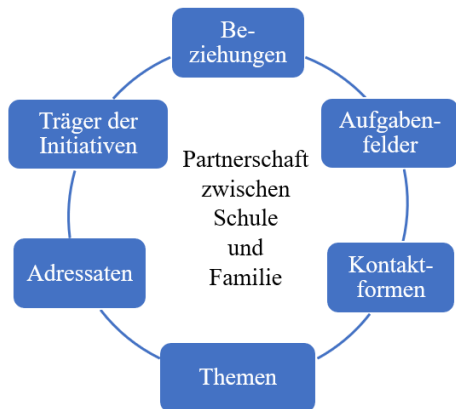 Be-
ziehungen
Träger der
Initiativen
Aufgaben-
felder
Partnerschaft
zwischen
Schule
und
Familie
Adressaten
Kontakt-
formen
Themen